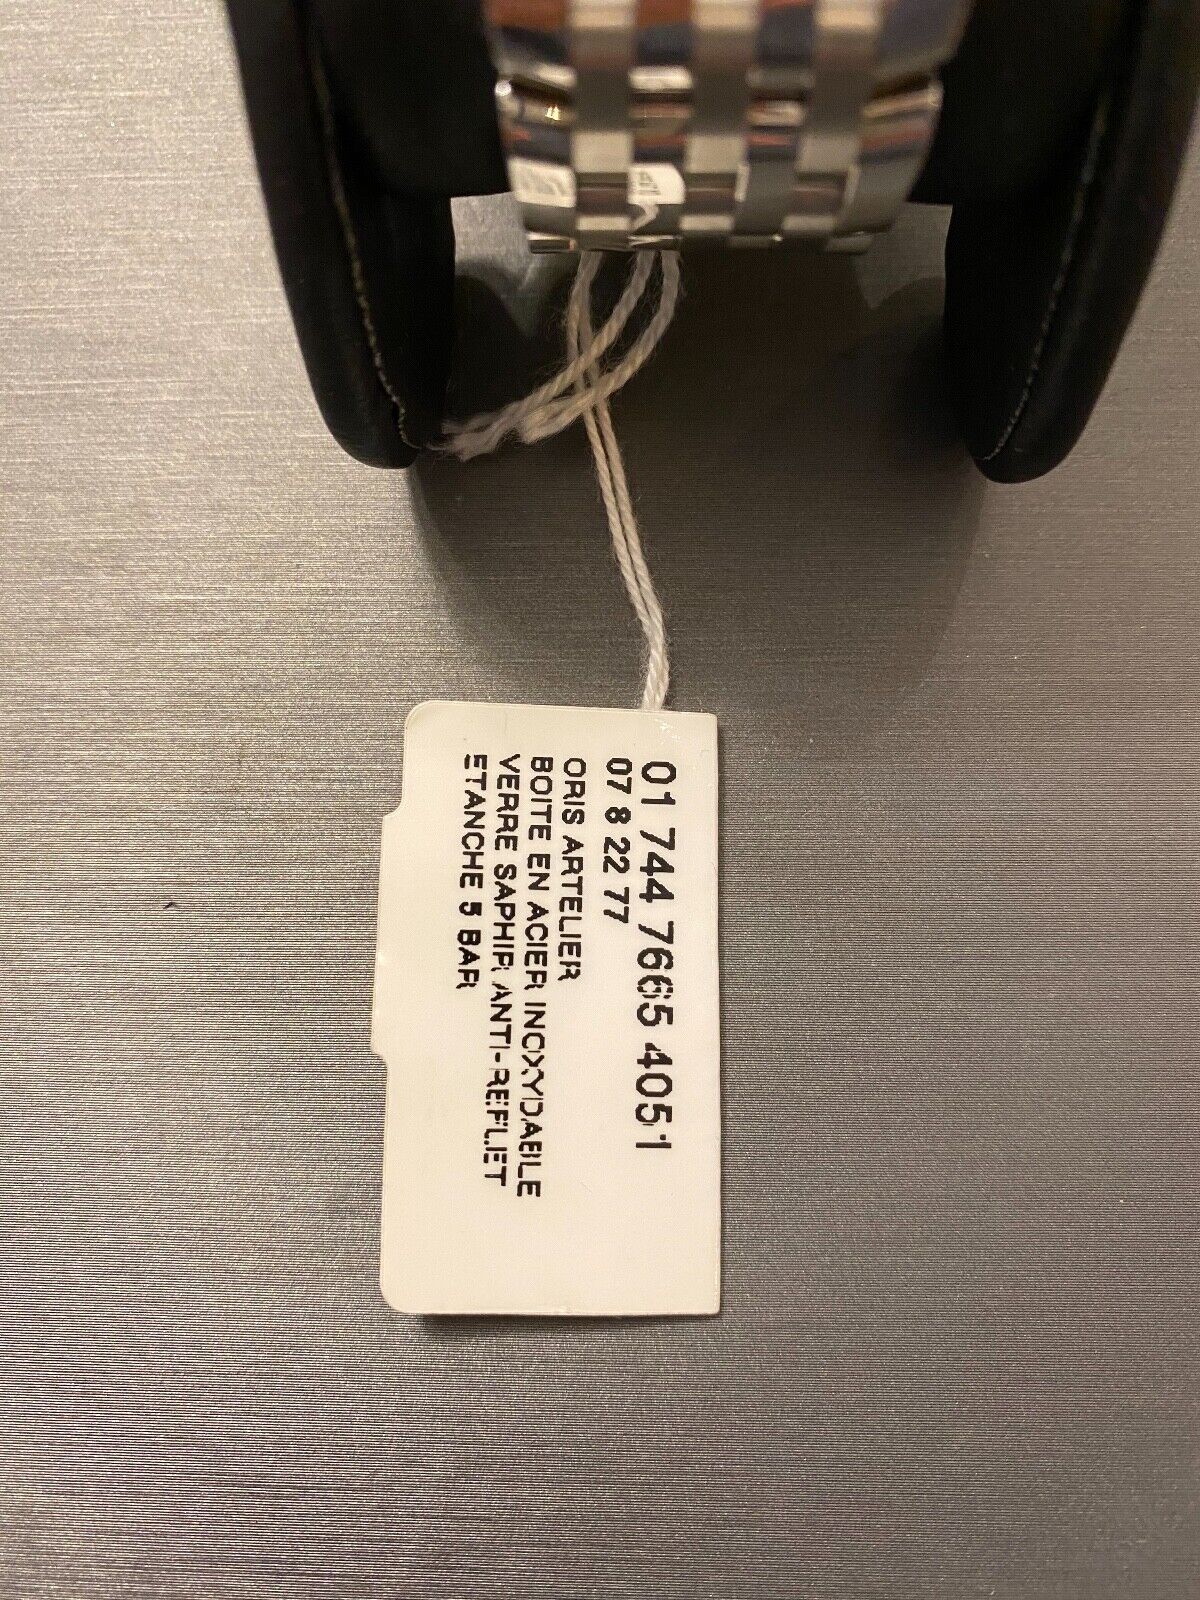 01 744 7665 4051
07 8 22 77
ORIS ARTELIER
BOITE EN ACIER INOXYDABLE
VERRE SAPHIR ANTI-REFLET
ETANCHE 5 BAR